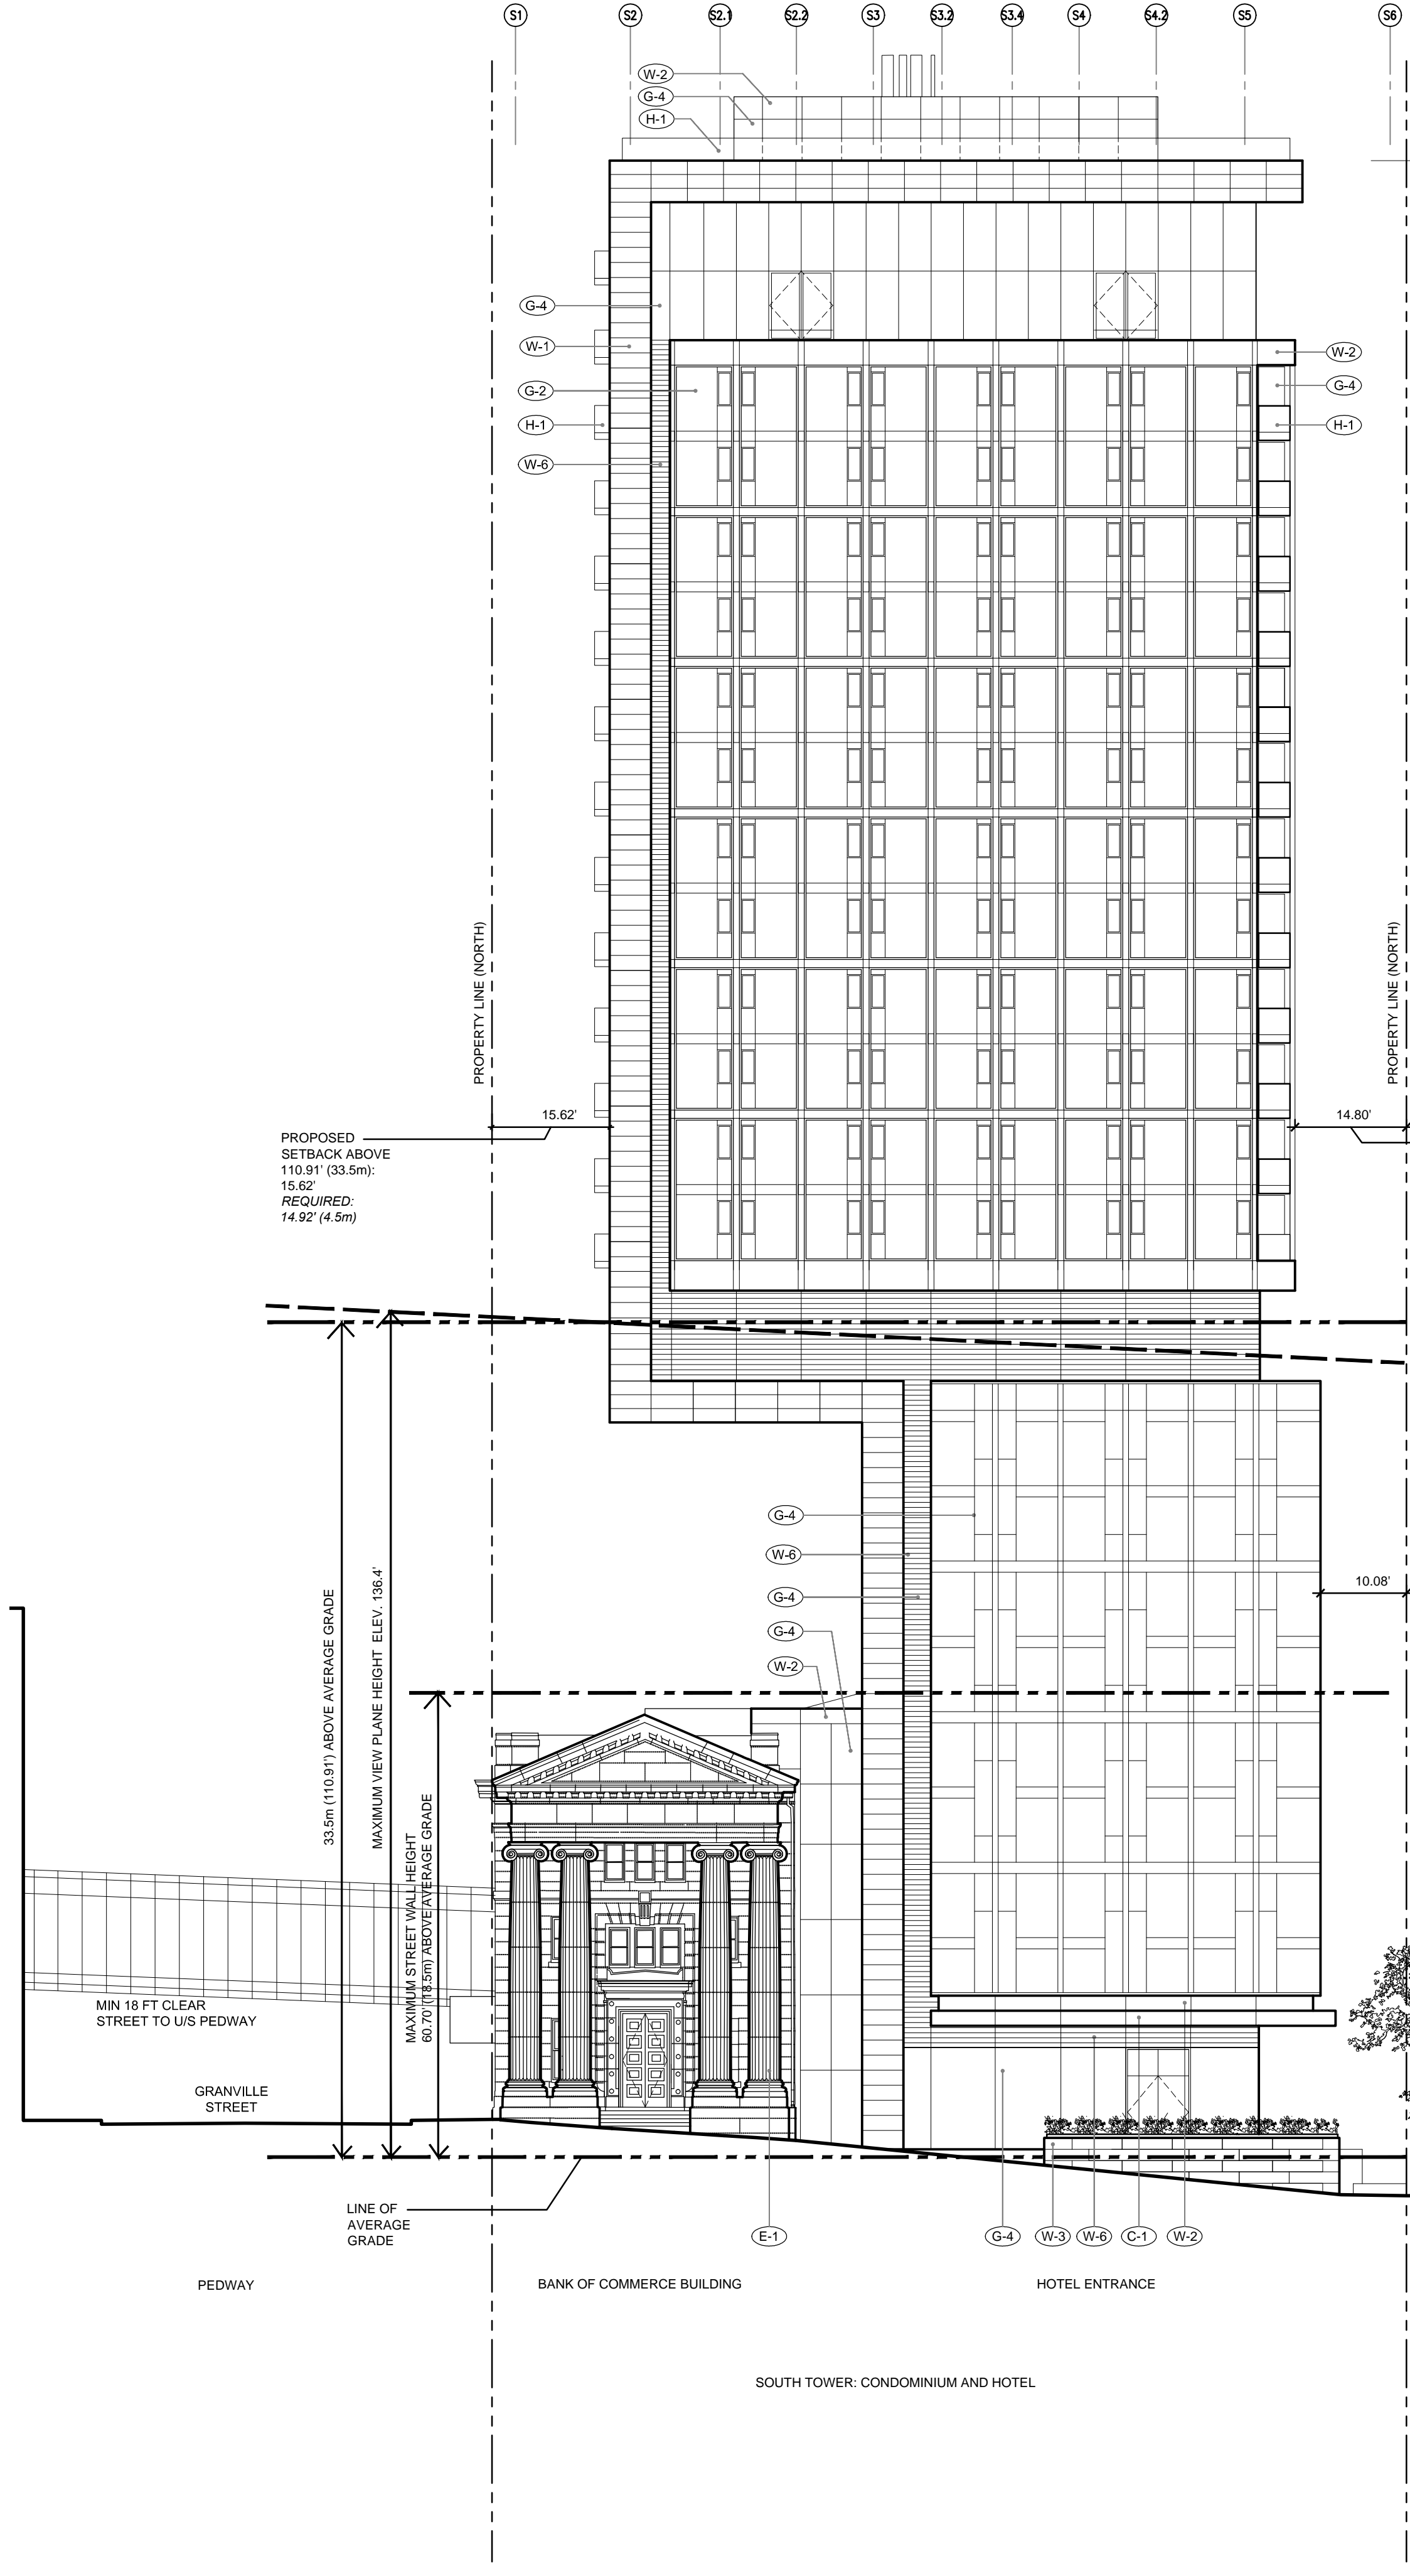 S1 S2 S2.1 S2.2 S3 S3.2 S3.4 S4 S4.2 S5 S6
W-2
G-4
H-1
G-4
W-1
G-2
H-1
W-6
W-2
G-4
H-1
PROPERTY LINE (NORTH)
PROPERTY LINE (NORTH)
15.62'
14.80'
PROPOSED
SETBACK ABOVE
110.91' (33.5m):
15.62'
REQUIRED:
14.92' (4.5m)
G-4
W-6
G-4
G-4
W-2
10.08'
33.5m (110.91') ABOVE AVERAGE GRADE
MAXIMUM VIEW PLANE HEIGHT ELEV. 136.4'
MAXIMUM STREET WALL HEIGHT
60.70' (18.5m) ABOVE AVERAGE GRADE
MIN 18 FT CLEAR
STREET TO U/S PEDWAY
GRANVILLE
STREET
LINE OF
AVERAGE
GRADE
E-1
G-4 W-3 W-6 C-1 W-2
PEDWAY
BANK OF COMMERCE BUILDING
HOTEL ENTRANCE
SOUTH TOWER: CONDOMINIUM AND HOTEL